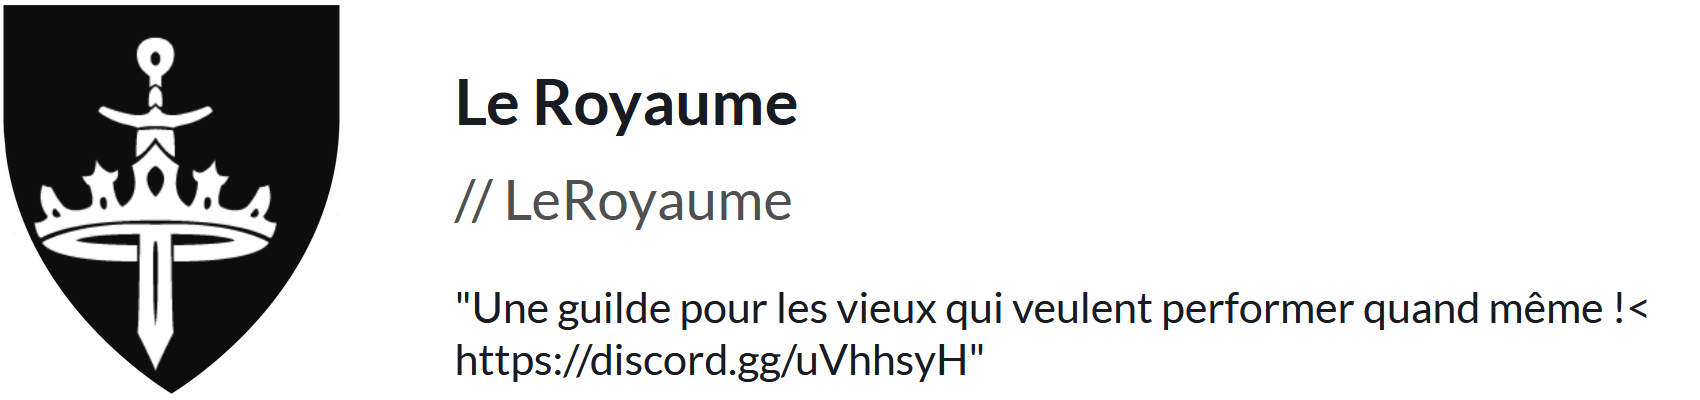 Le Royaume
// LeRoyaume
"Une guilde pour les vieux qui veulent performer quand même !<
https://discord.gg/uVhhsyH"